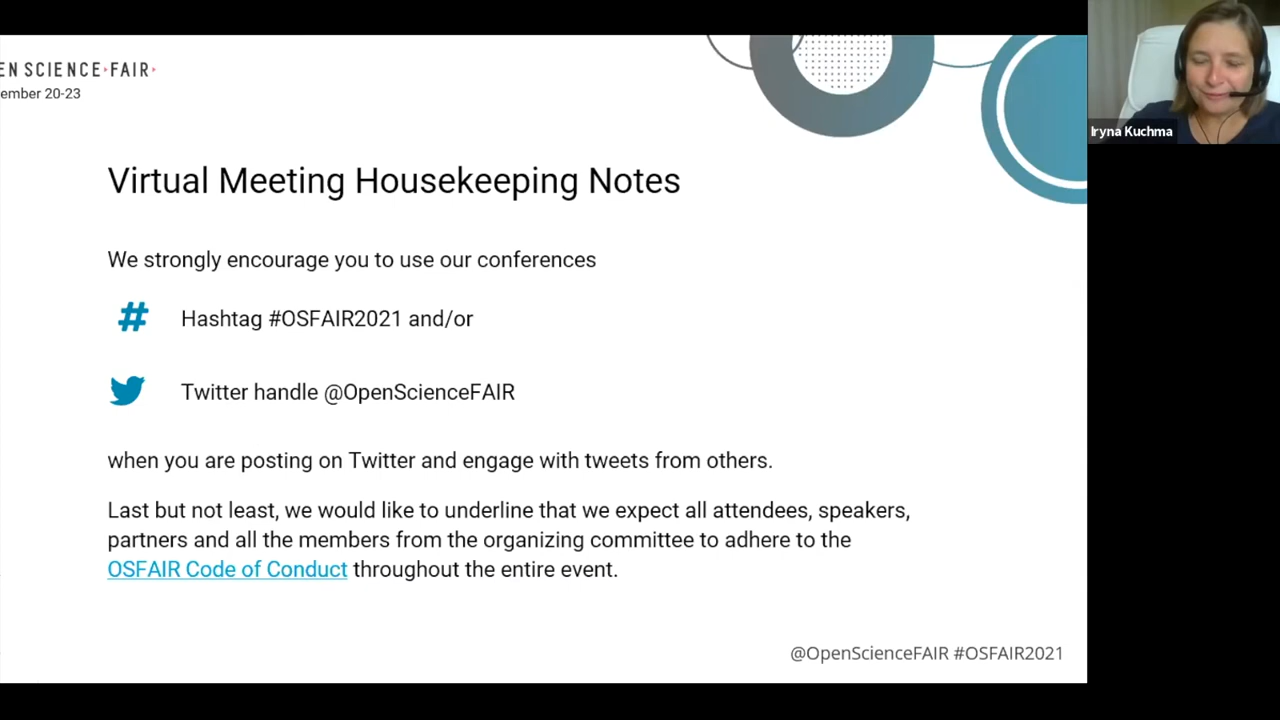 EN SCIENCE FAIR
ember 20-23
Iryna Kuchma
Virtual Meeting Housekeeping Notes
We strongly encourage you to use our conferences
# Hashtag #OSFAIR2021 and/or
Twitter handle @OpenScienceFAIR
when you are posting on Twitter and engage with tweets from others.
Last but not least, we would like to underline that we expect all attendees, speakers,
partners and all the members from the organizing committee to adhere to the
OSFAIR Code of Conduct throughout the entire event.
@OpenScienceFAIR #OSFAIR2021